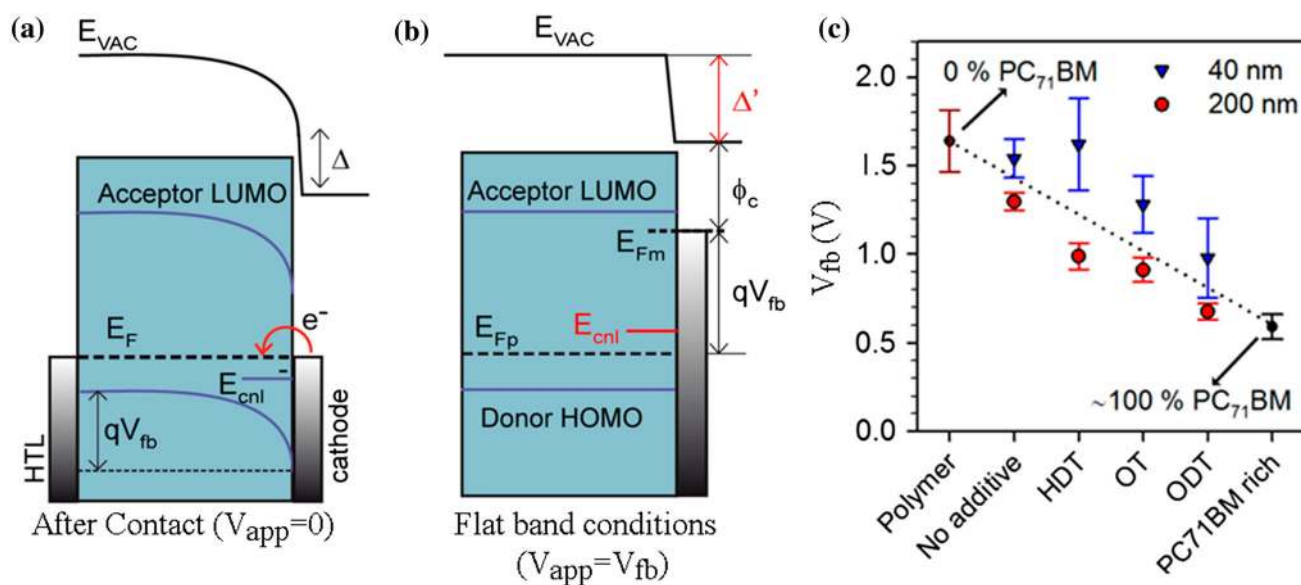 (a)
E_VAC
Δ
Acceptor LUMO
E_F
e⁻
-
E_cnl
qV_fb
HTL
cathode
After Contact (V_app=0)
(b)
E_VAC
Δ'
Acceptor LUMO
ϕ_c
E_Fm
qV_fb
E_cnl
E_Fp
Donor HOMO
Flat band conditions
(V_app=V_fb)
(c)
0 % PC₇₁BM
40 nm
200 nm
2.0
1.5
1.0
0.5
0.0
V_fb (V)
~100 % PC₇₁BM
Polymer
No additive
HDT
OT
ODT
PC71BM rich